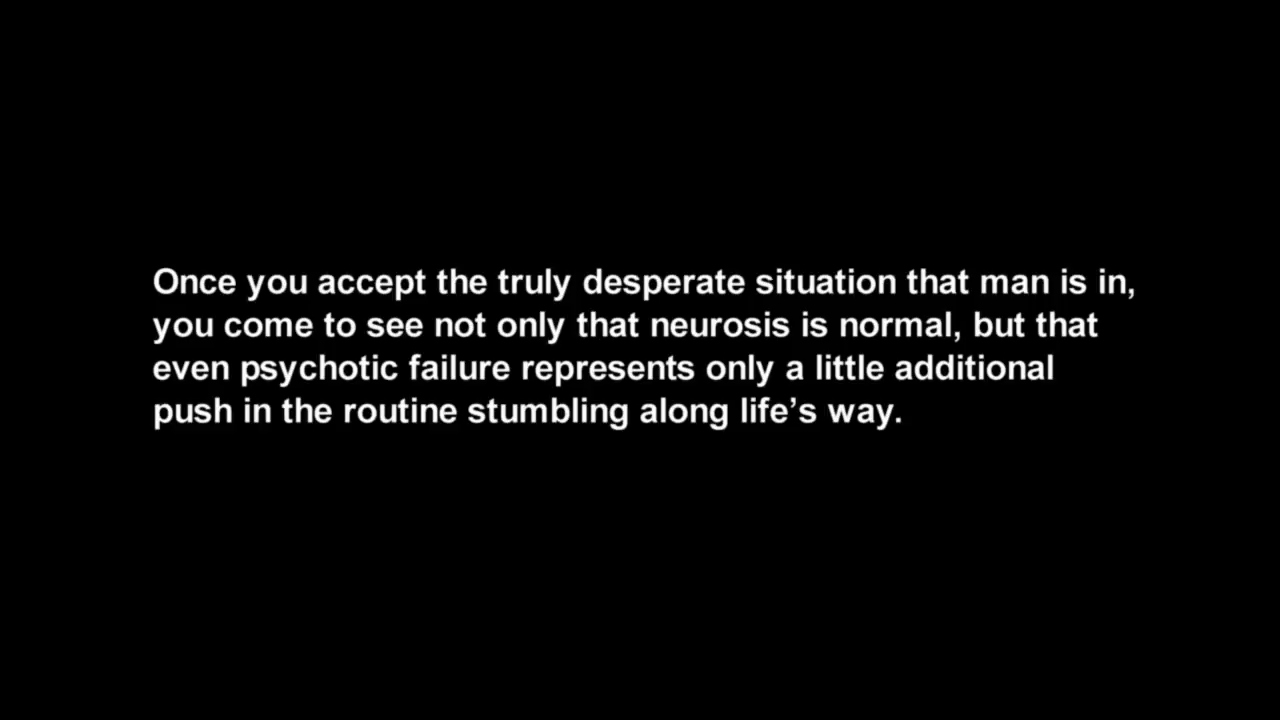 Once you accept the truly desperate situation that man is in,
you come to see not only that neurosis is normal, but that
even psychotic failure represents only a little additional
push in the routine stumbling along life’s way.